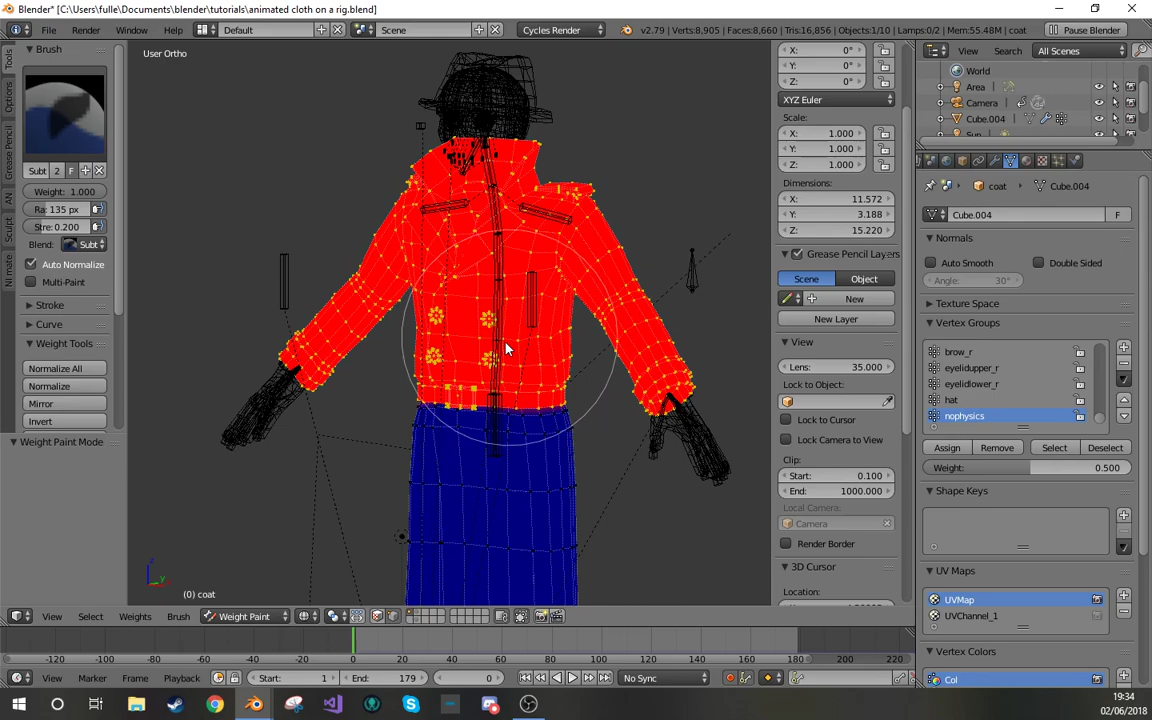 Blender* [C:\Users\fulle\Documents\blender\tutorials\animated cloth on a rig.blend]
File Render Window Help Default Scene Cycles Render v2.79 | Verts:8,905 | Faces:8,660 | Tris:16,856 | Objects:1/10 | Lamps:0/2 | Mem:55.48M | coat Pause Blender
Brush
Tools
Options
Grease Pencil
AN
Sculpt
NI mate
Subt 2 F
Weight: 1.000
Ra: 135 px
Stre: 0.200
Blend: Subt
Auto Normalize
Multi-Paint
Stroke
Curve
Weight Tools
Normalize All
Normalize
Mirror
Invert
Weight Paint Mode
User Ortho
(0) coat
View Select Weights Brush Weight Paint
X: 0°
Y: 0°
Z: 0°
XYZ Euler
Scale:
X: 1.000
Y: 1.000
Z: 1.000
Dimensions:
X: 11.572
Y: 3.188
Z: 15.220
Grease Pencil Layers
Scene Object
New
New Layer
View
Lens: 35.000
Lock to Object:
Lock to Cursor
Lock Camera to View
Clip:
Start: 0.100
End: 1000.000
Local Camera:
Camera
Render Border
3D Cursor
Location:
View Search All Scenes
World
Area
Camera
Cube.004
coat Cube.004
Cube.004 F
Normals
Auto Smooth Double Sided
Angle: 30°
Texture Space
Vertex Groups
brow_r
eyelidupper_r
eyelidlower_r
hat
nophysics
Assign Remove Select Deselect
Weight: 0.500
Shape Keys
UV Maps
UVMap
UVChannel_1
Vertex Colors
Col
-120 -100 -80 -60 -40 -20 0 20 40 60 80 100 120 140 160 180 200 220
View Marker Frame Playback Start: 1 End: 179 0 No Sync
19:34
02/06/2018